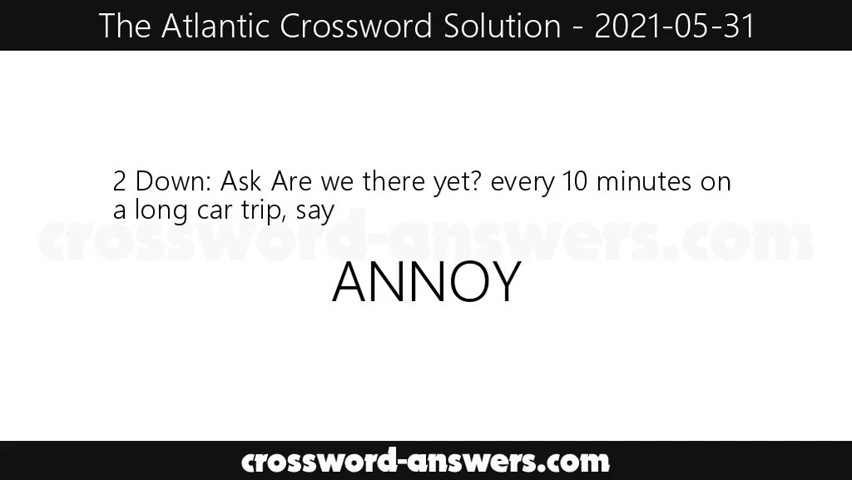 The Atlantic Crossword Solution - 2021-05-31
2 Down: Ask Are we there yet? every 10 minutes on
a long car trip, say
crossword-answers.com
ANNOY
crossword-answers.com